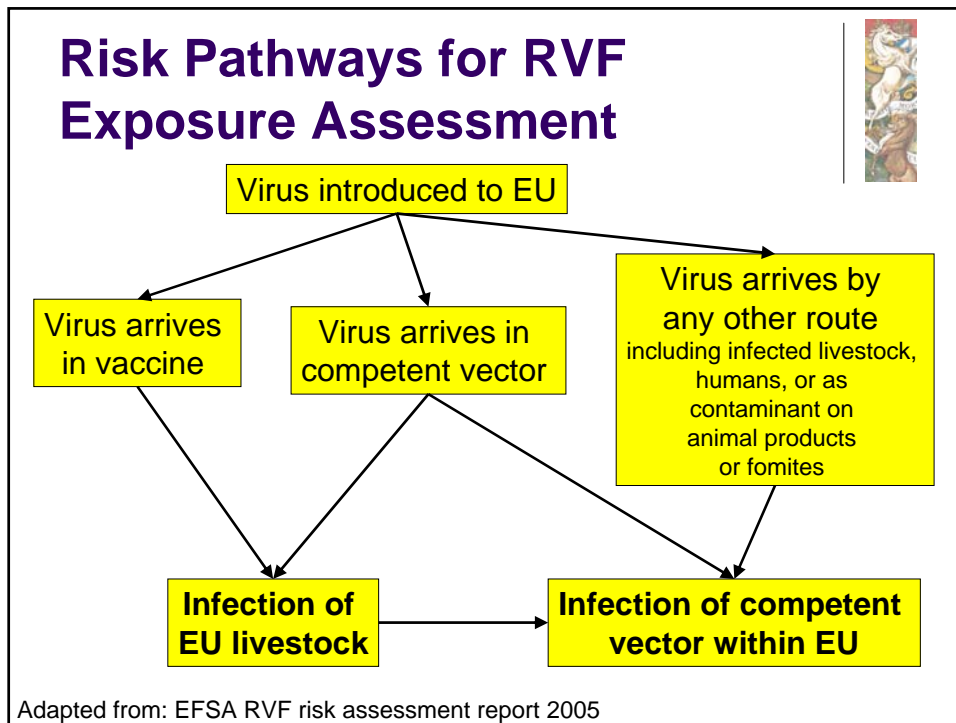 Risk Pathways for RVF
Exposure Assessment
Virus introduced to EU
Virus arrives
in vaccine
Virus arrives in
competent vector
Virus arrives by
any other route
including infected livestock,
humans, or as
contaminant on
animal products
or fomites
Infection of
EU livestock
Infection of competent
vector within EU
Adapted from: EFSA RVF risk assessment report 2005